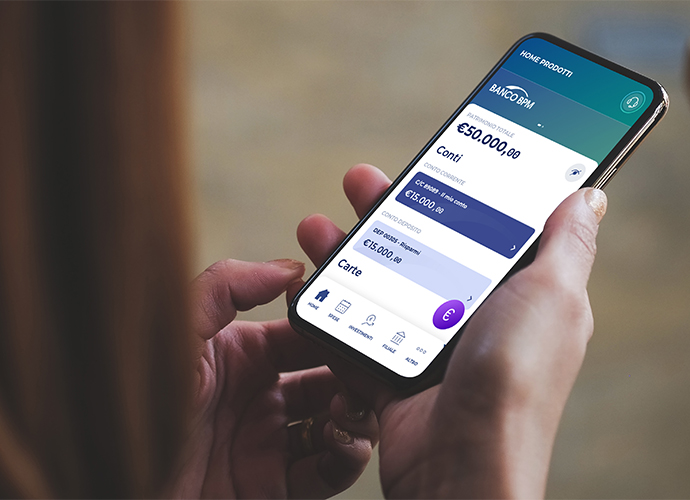 HOME PRODOTTI
BANCO BPM
PATRIMONIO TOTALE
€50.000,00
Conti
CONTO CORRENTE
C/C 89089 - Il mio conto
€15.000,00
CONTO DEPOSITO
DEP 00305 - Risparmi
€15.000,00
Carte
€
HOME
SPESE
INVESTIMENTI
FILIALE
ALTRO